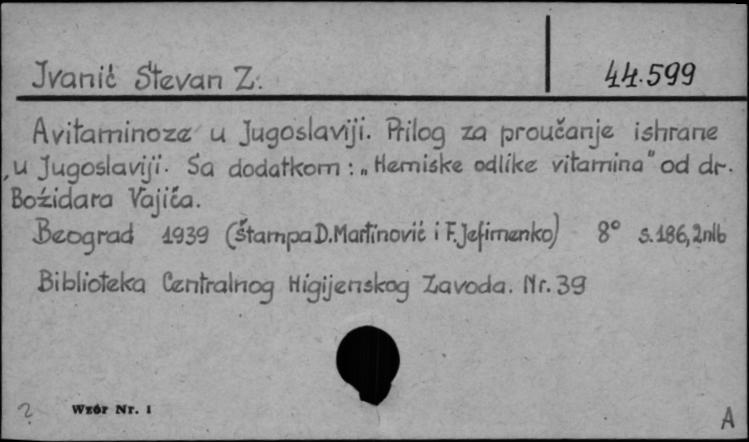 Ivanić Stevan Z. 44.599
Avitaminoze u Jugoslaviji. Prilog za proučanje ishrane
u Jugoslaviji. Sa dodatkom: „Hemiske odlike vitamina" od dr.
Božidara Vajića.
Beograd 1939 (štampa D. Martinović i F. Jefimenko) 8° s. 186, 2nlb
Biblioteka Centralnog Higijenskog Zavoda. Nr. 39
? Wzór Nr. 1 A